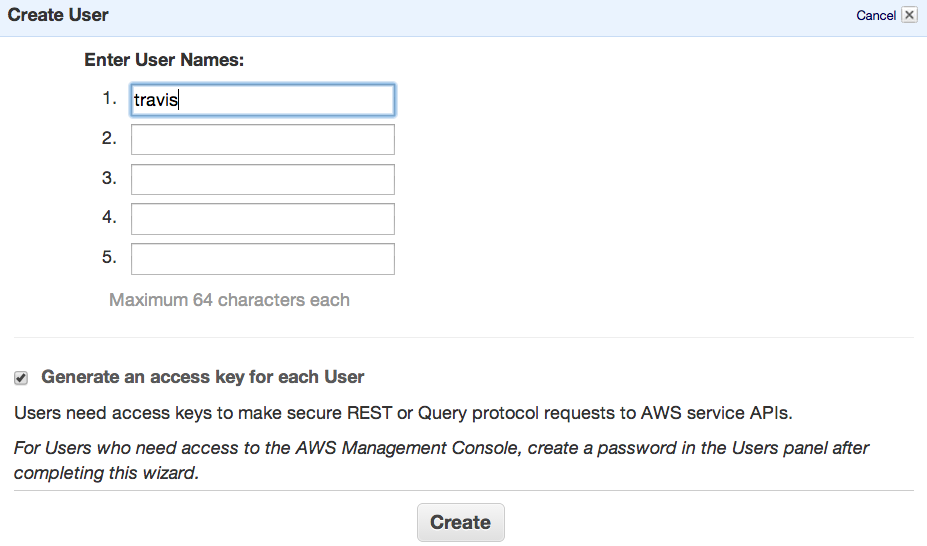 Create User
Cancel
Enter User Names:
1. travis
2.
3.
4.
5.
Maximum 64 characters each
Generate an access key for each User
Users need access keys to make secure REST or Query protocol requests to AWS service APIs.
For Users who need access to the AWS Management Console, create a password in the Users panel after
completing this wizard.
Create